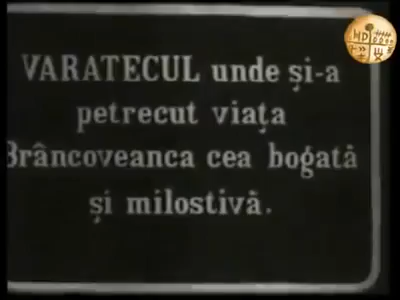 VARATECUL unde și-a
petrecut viața
Brâncoveanca cea bogată
și milostivă.